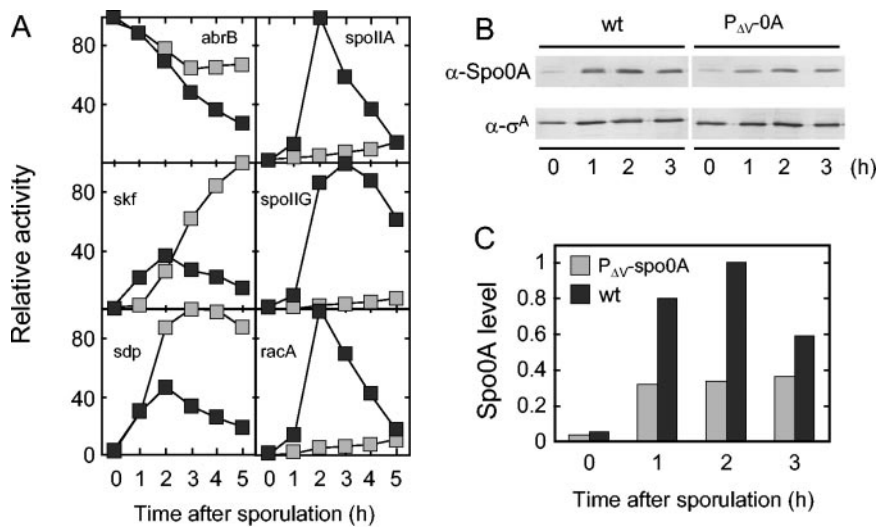 A
Relative activity
80
40
abrB
spoIIA
80
40
skf
spoIIG
80
40
0
sdp
racA
0 1 2 3 4 5 0 1 2 3 4 5
Time after sporulation (h)
B
wt P_ΔV-0A
α-Spo0A
α-σ^A
0 1 2 3 0 1 2 3 (h)
C
Spo0A level
1
0.8
0.6
0.4
0.2
0
P_ΔV-spo0A
wt
0 1 2 3
Time after sporulation (h)